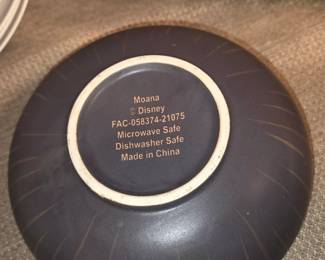 Moana
© Disney
FAC-058374-21075
Microwave Safe
Dishwasher Safe
Made in China